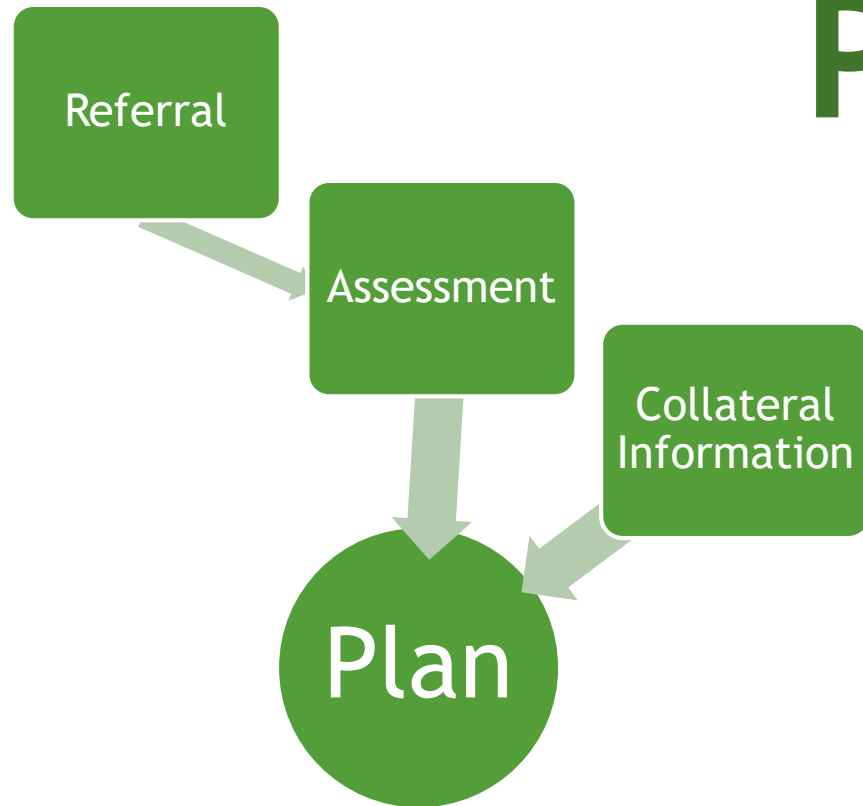 P
Referral
Assessment
Collateral
Information
Plan